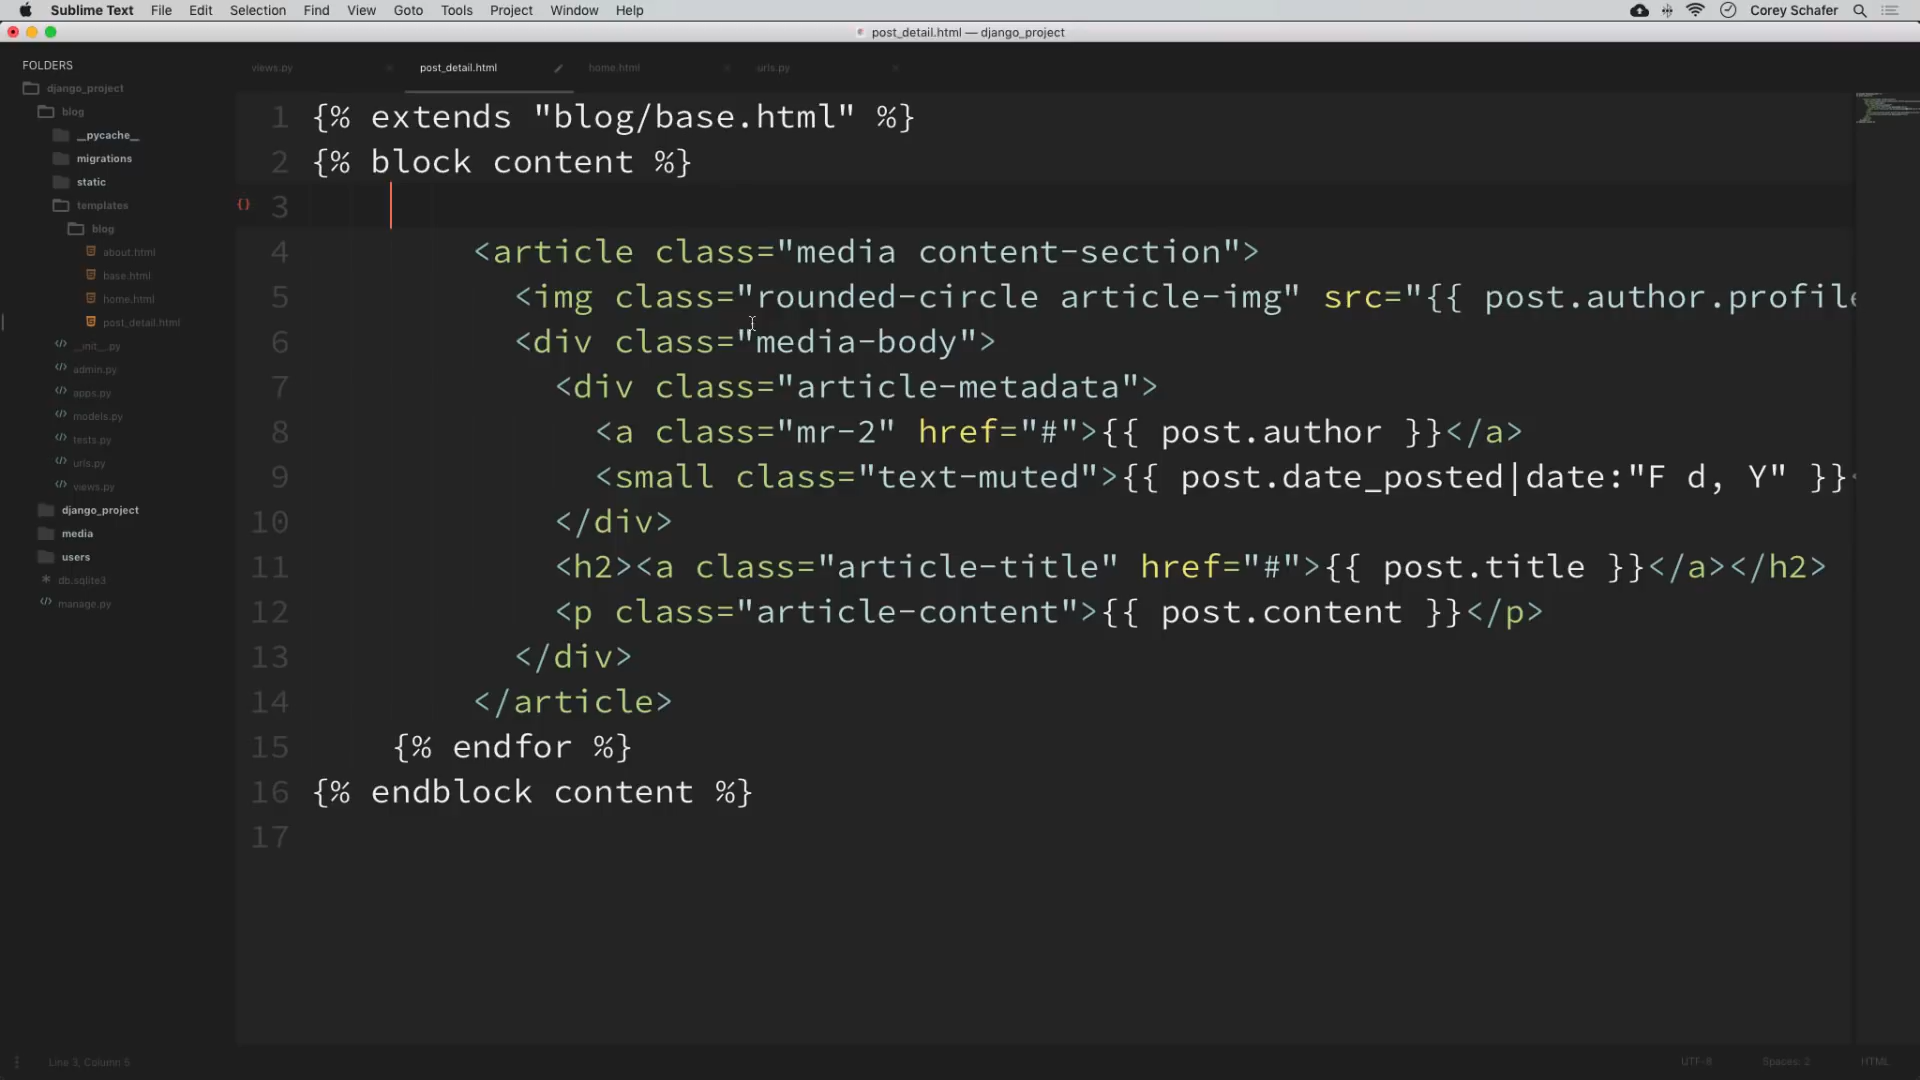 Sublime Text File Edit Selection Find View Goto Tools Project Window Help Corey Schafer
post_detail.html — django_project
FOLDERS
django_project
blog
__pycache__
migrations
static
templates
blog
about.html
base.html
home.html
post_detail.html
__init__.py
admin.py
apps.py
models.py
tests.py
urls.py
views.py
django_project
media
users
db.sqlite3
manage.py
views.py post_detail.html home.html urls.py
1 {% extends "blog/base.html" %}
2 {% block content %}
{} 3
4 <article class="media content-section">
5 <img class="rounded-circle article-img" src="{{ post.author.profile
6 <div class="media-body">
7 <div class="article-metadata">
8 <a class="mr-2" href="#">{{ post.author }}</a>
9 <small class="text-muted">{{ post.date_posted|date:"F d, Y" }}<
10 </div>
11 <h2><a class="article-title" href="#">{{ post.title }}</a></h2>
12 <p class="article-content">{{ post.content }}</p>
13 </div>
14 </article>
15 {% endfor %}
16 {% endblock content %}
17
Line 3, Column 5 UTF-8 Spaces: 2 HTML